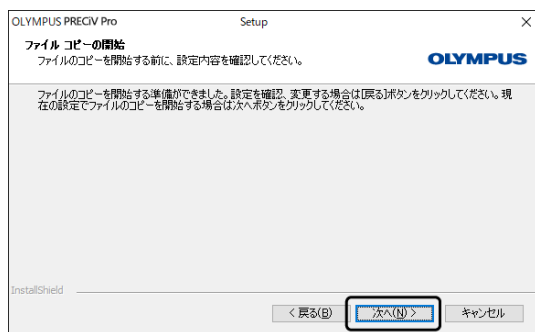 OLYMPUS PRECiV Pro Setup
ファイル コピーの開始
ファイルのコピーを開始する前に、設定内容を確認してください。
OLYMPUS
ファイルのコピーを開始する準備ができました。設定を確認、変更する場合は[戻る]ボタンをクリックしてください。現
在の設定でファイルのコピーを開始する場合は次へボタンをクリックしてください。
InstallShield
< 戻る(B) 次へ(N) > キャンセル